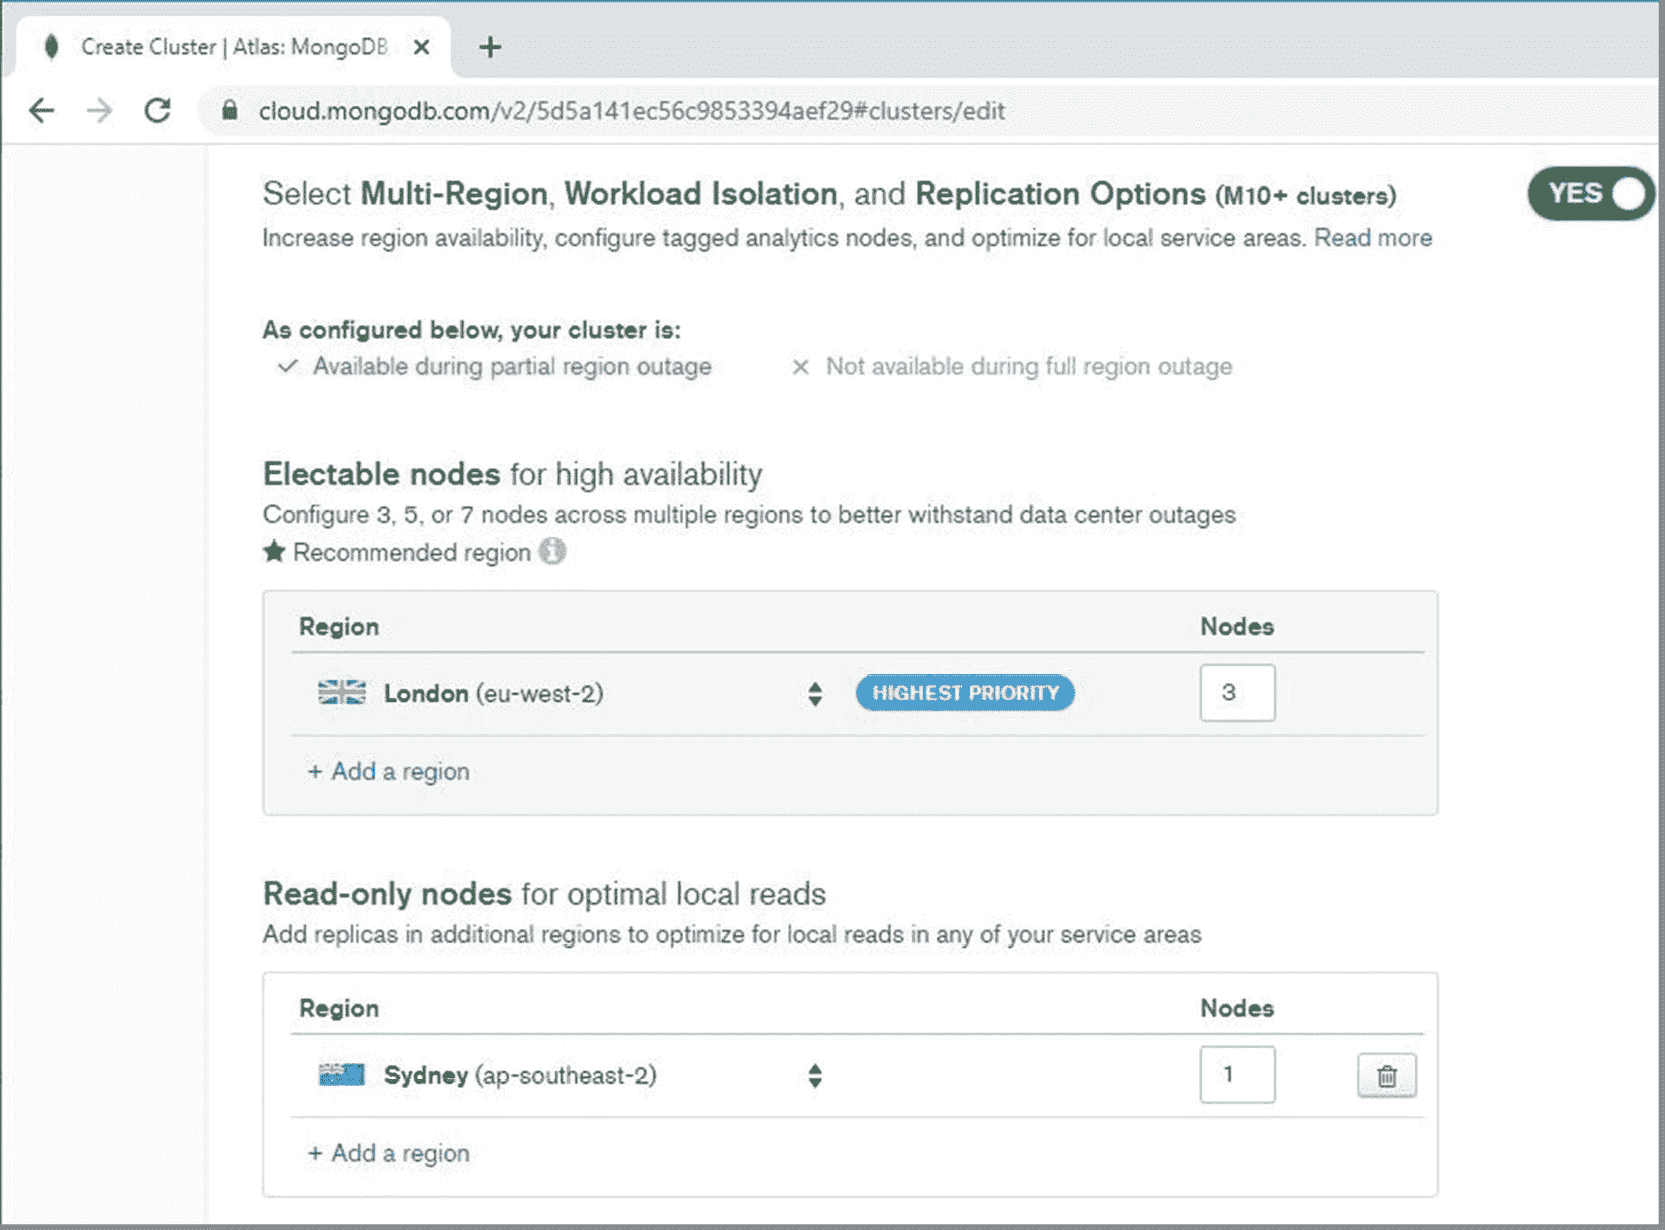 Create Cluster | Atlas: MongoDB
cloud.mongodb.com/v2/5d5a141ec56c9853394aef29#clusters/edit
Select Multi-Region, Workload Isolation, and Replication Options (M10+ clusters)
YES
Increase region availability, configure tagged analytics nodes, and optimize for local service areas. Read more
As configured below, your cluster is:
Available during partial region outage
Not available during full region outage
Electable nodes for high availability
Configure 3, 5, or 7 nodes across multiple regions to better withstand data center outages
Recommended region
Region Nodes
London (eu-west-2) HIGHEST PRIORITY 3
+ Add a region
Read-only nodes for optimal local reads
Add replicas in additional regions to optimize for local reads in any of your service areas
Region Nodes
Sydney (ap-southeast-2) 1
+ Add a region